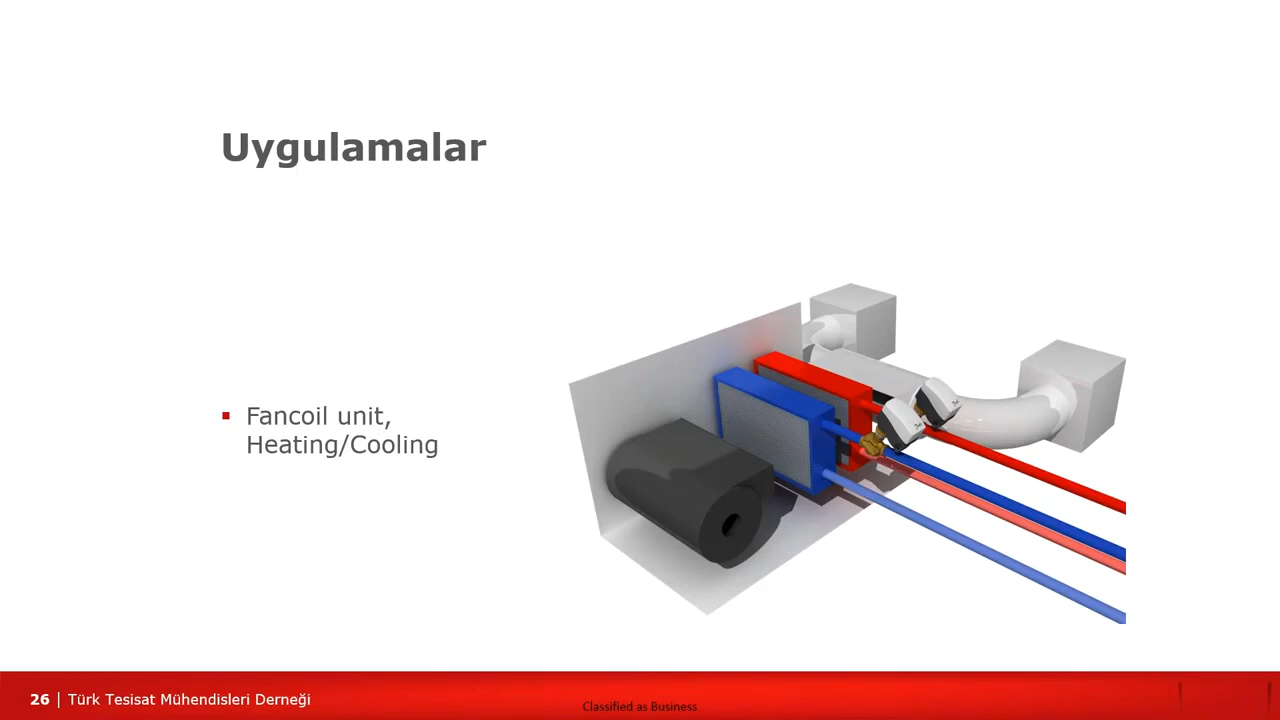 Uygulamalar
▪ Fancoil unit,
Heating/Cooling
26 | Türk Tesisat Mühendisleri Derneği
Classified as Business